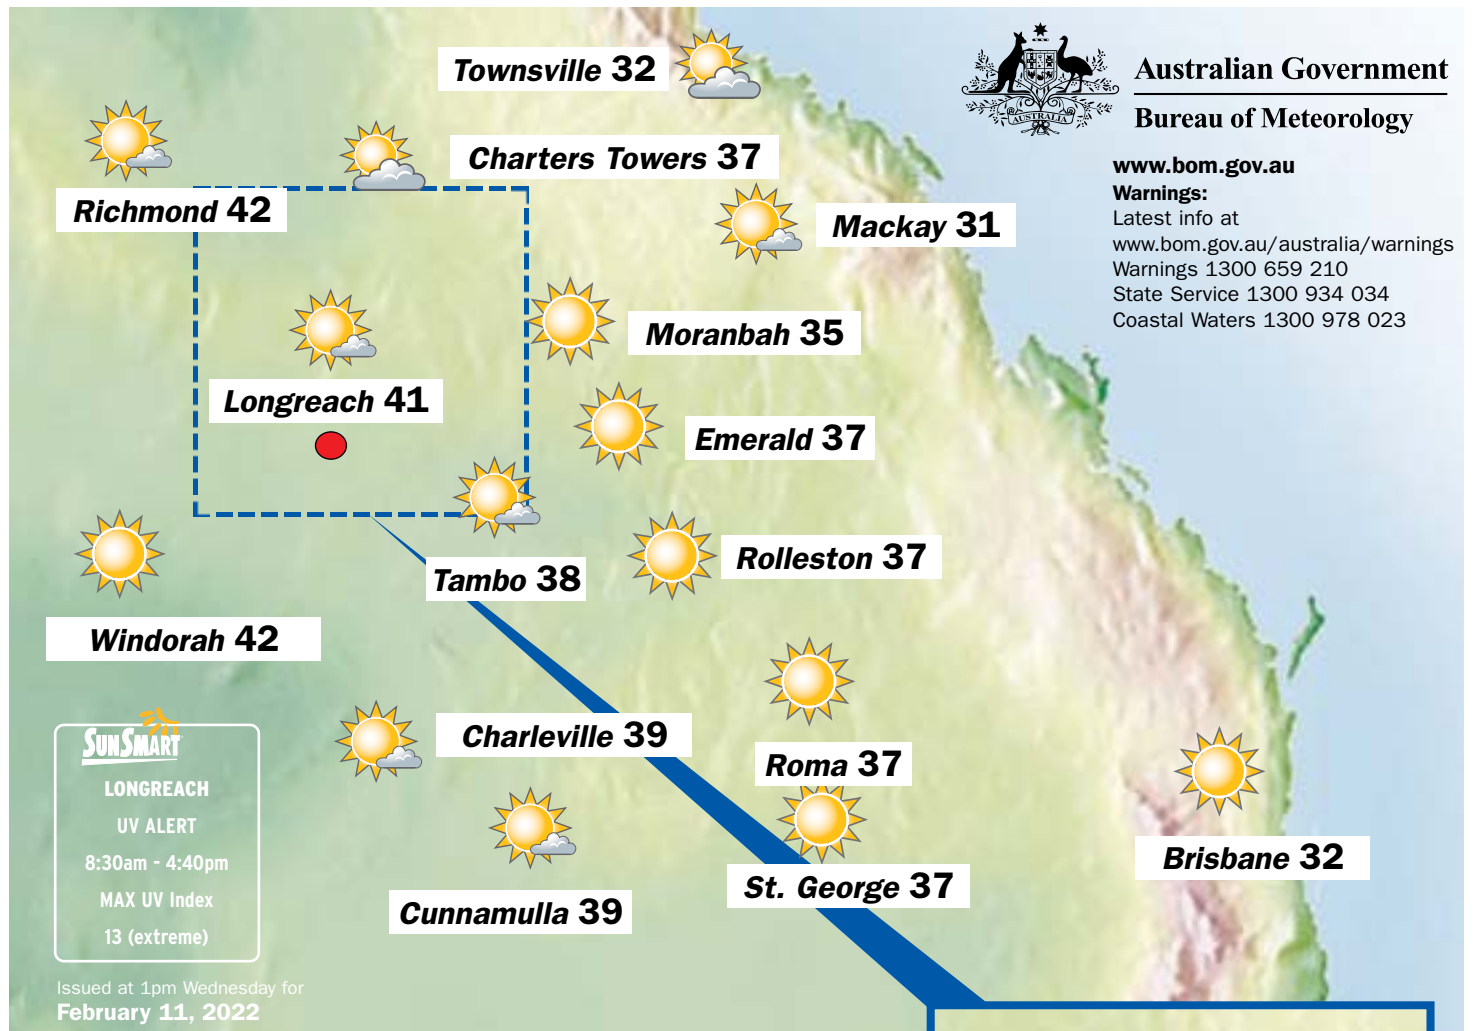 Townsville 32
Australian Government
Bureau of Meteorology
AUSTRALIA
www.bom.gov.au
Warnings:
Latest info at
www.bom.gov.au/australia/warnings
Warnings 1300 659 210
State Service 1300 934 034
Coastal Waters 1300 978 023
Charters Towers 37
Richmond 42
Mackay 31
Moranbah 35
Longreach 41
Emerald 37
Rolleston 37
Tambo 38
Windorah 42
Charleville 39
Roma 37
Brisbane 32
St. George 37
Cunnamulla 39
SUNSMART
LONGREACH
UV ALERT
8:30am - 4:40pm
MAX UV Index
13 (extreme)
Issued at 1pm Wednesday for
February 11, 2022